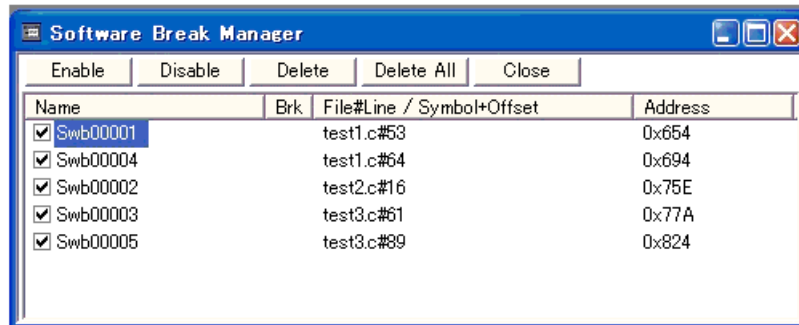 Software Break Manager
Enable Disable Delete Delete All Close
Name Brk File#Line / Symbol+Offset Address
Swb00001 test1.c#53 0x654
Swb00004 test1.c#64 0x694
Swb00002 test2.c#16 0x75E
Swb00003 test3.c#61 0x77A
Swb00005 test3.c#89 0x824